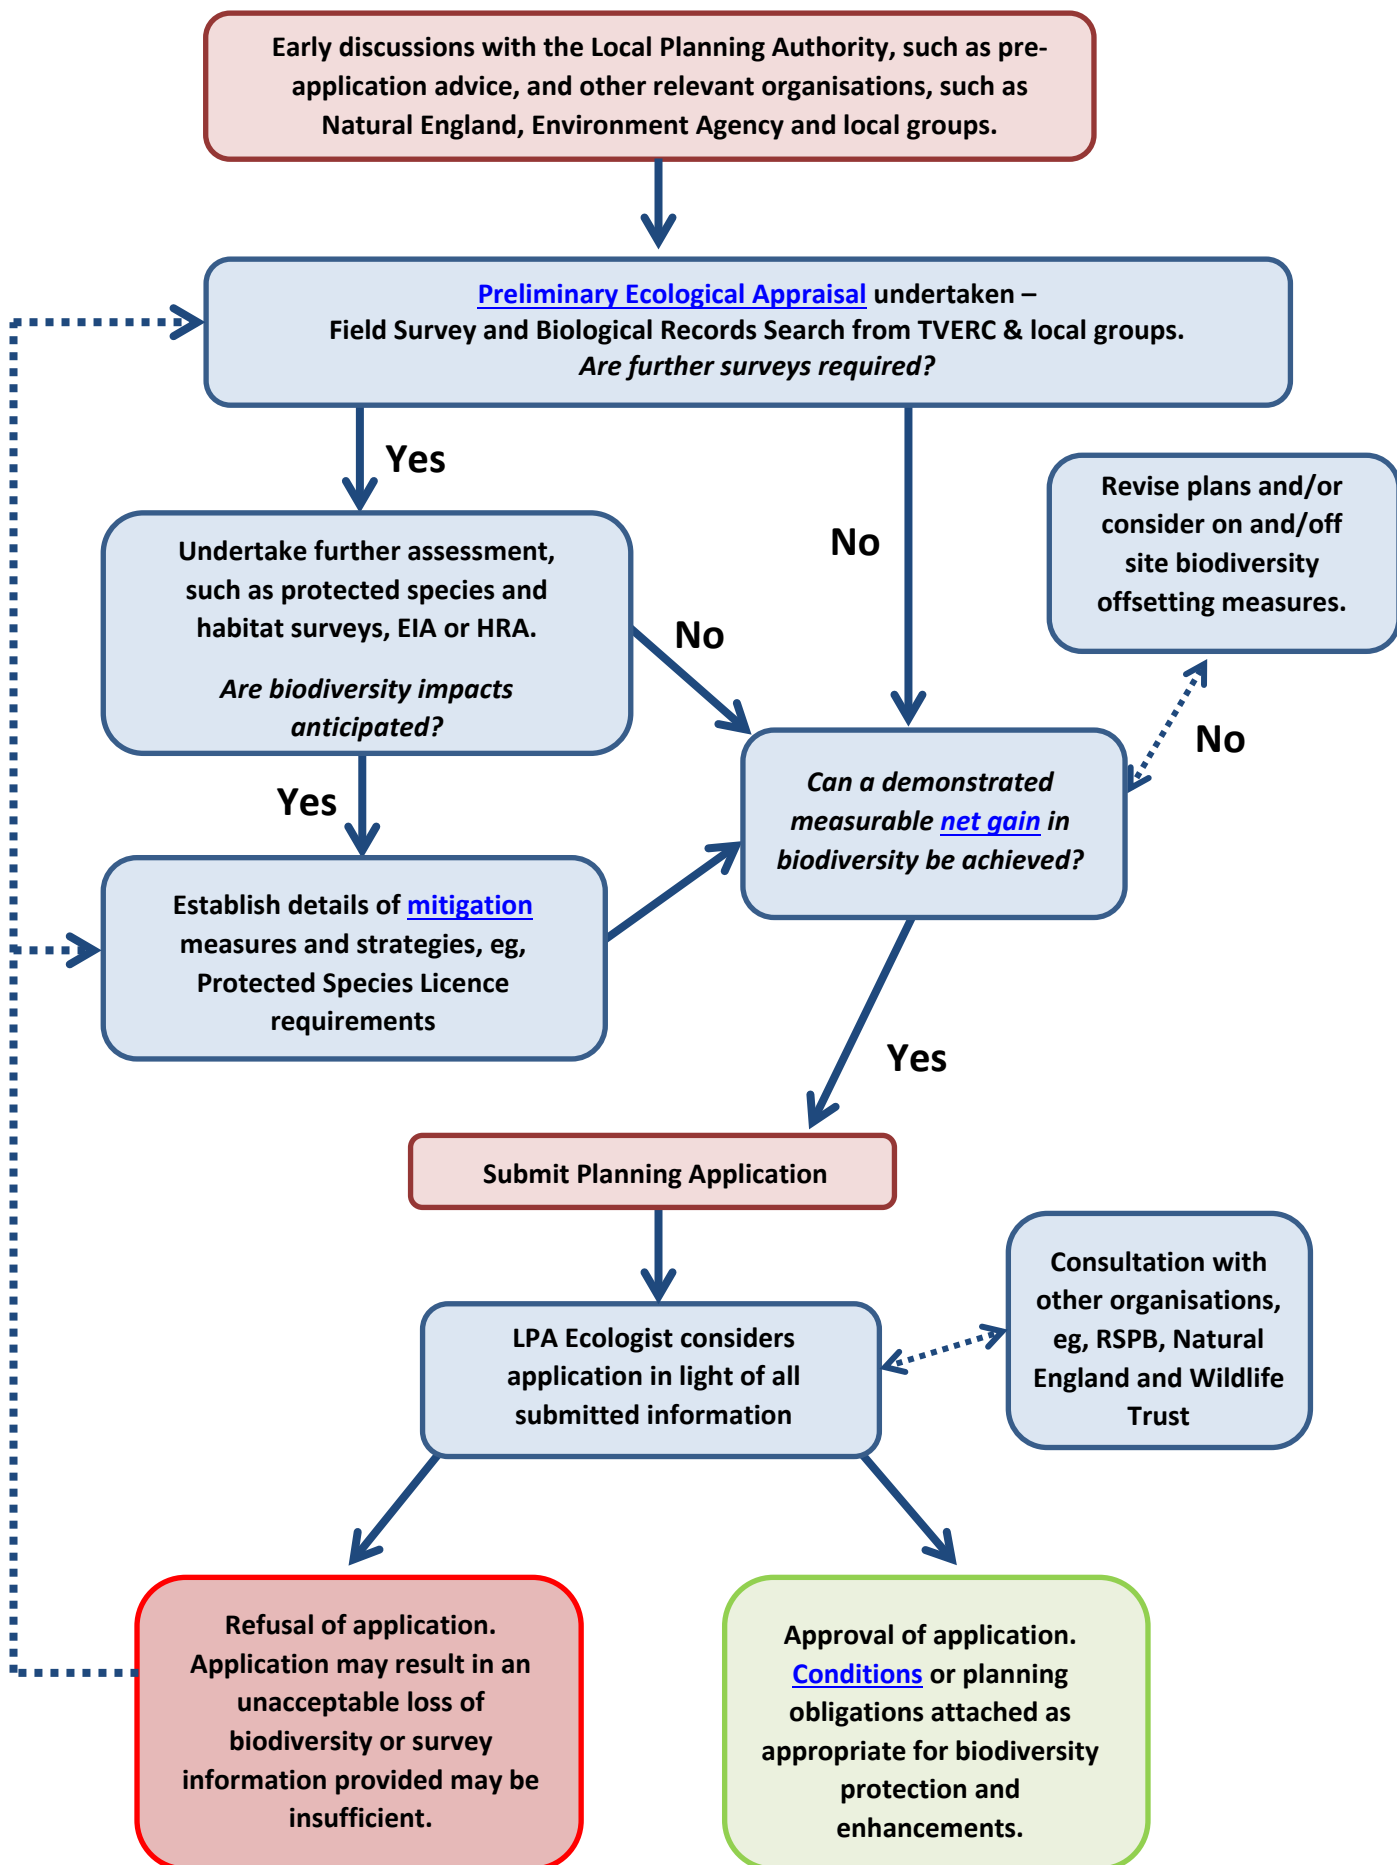 Early discussions with the Local Planning Authority, such as pre-
application advice, and other relevant organisations, such as
Natural England, Environment Agency and local groups.
Preliminary Ecological Appraisal undertaken –
Field Survey and Biological Records Search from TVERC & local groups.
Are further surveys required?
Yes
No
Revise plans and/or
consider on and/off
site biodiversity
offsetting measures.
Undertake further assessment,
such as protected species and
habitat surveys, EIA or HRA.
Are biodiversity impacts
anticipated?
No
No
Yes
Can a demonstrated
measurable net gain in
biodiversity be achieved?
Establish details of mitigation
measures and strategies, eg,
Protected Species Licence
requirements
Yes
Submit Planning Application
LPA Ecologist considers
application in light of all
submitted information
Consultation with
other organisations,
eg, RSPB, Natural
England and Wildlife
Trust
Refusal of application.
Application may result in an
unacceptable loss of
biodiversity or survey
information provided may be
insufficient.
Approval of application.
Conditions or planning
obligations attached as
appropriate for biodiversity
protection and
enhancements.